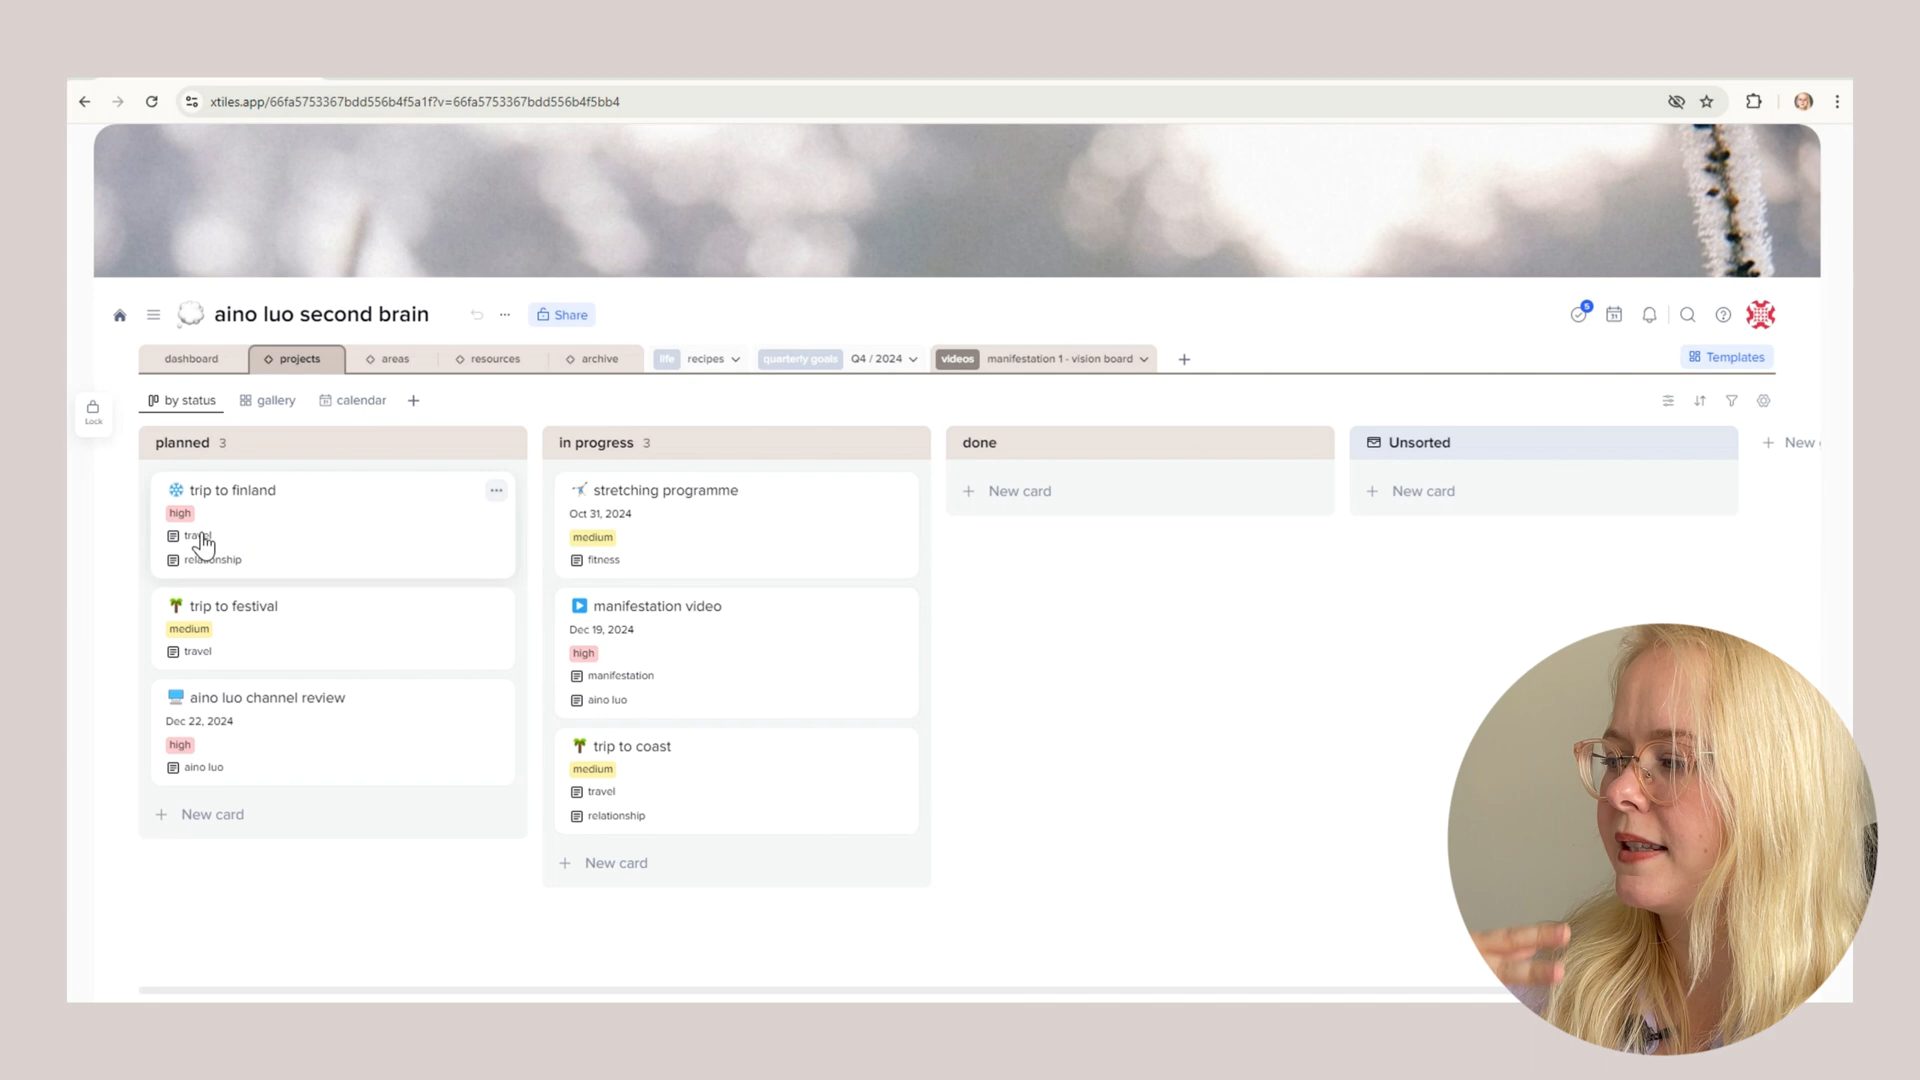 xtiles.app/66fa5753367bdd556b4f5a1f?v=66fa5753367bdd556b4f5bb4
aino luo second brain
Share
5
31
dashboard projects areas resources archive life recipes quarterly goals Q4 / 2024 videos manifestation 1 - vision board
Templates
Lock
by status gallery calendar
planned 3
trip to finland
high
travel
relationship
trip to festival
medium
travel
aino luo channel review
Dec 22, 2024
high
aino luo
New card
in progress 3
stretching programme
Oct 31, 2024
medium
fitness
manifestation video
Dec 19, 2024
high
manifestation
aino luo
trip to coast
medium
travel
relationship
New card
done
New card
Unsorted
New card
New